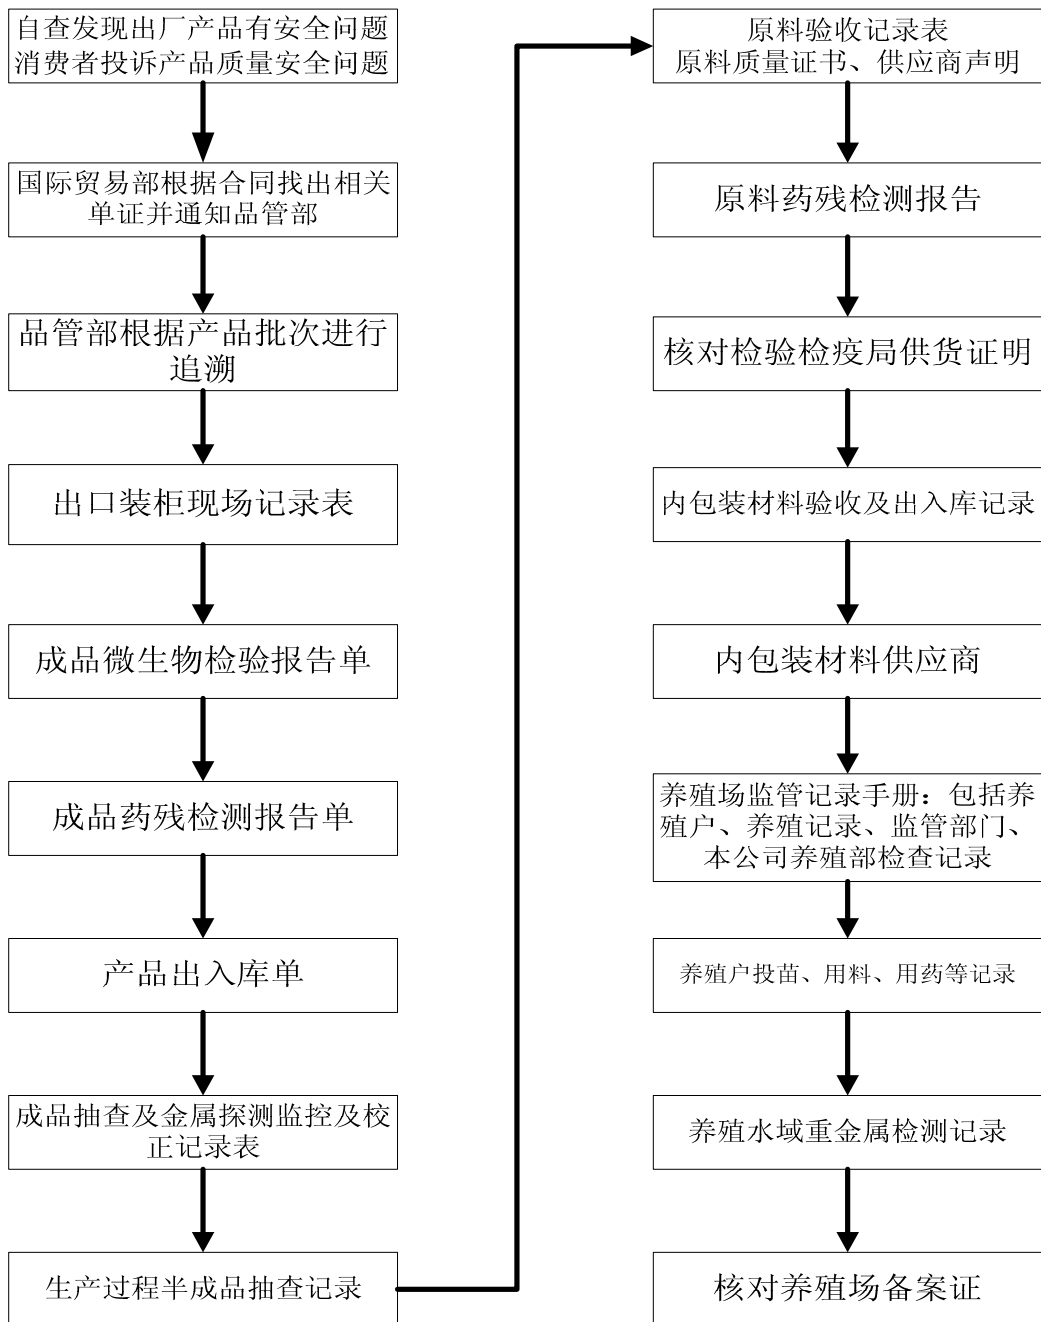 自查发现出厂产品有安全问题
消费者投诉产品质量安全问题
国际贸易部根据合同找出相关
单证并通知品管部
品管部根据产品批次进行
追溯
出口装柜现场记录表
成品微生物检验报告单
成品药残检测报告单
产品出入库单
成品抽查及金属探测监控及校
正记录表
生产过程半成品抽查记录
原料验收记录表
原料质量证书、供应商声明
原料药残检测报告
核对检验检疫局供货证明
内包装材料验收及出入库记录
内包装材料供应商
养殖场监管记录手册：包括养
殖户、养殖记录、监管部门、
本公司养殖部检查记录
养殖户投苗、用料、用药等记录
养殖水域重金属检测记录
核对养殖场备案证